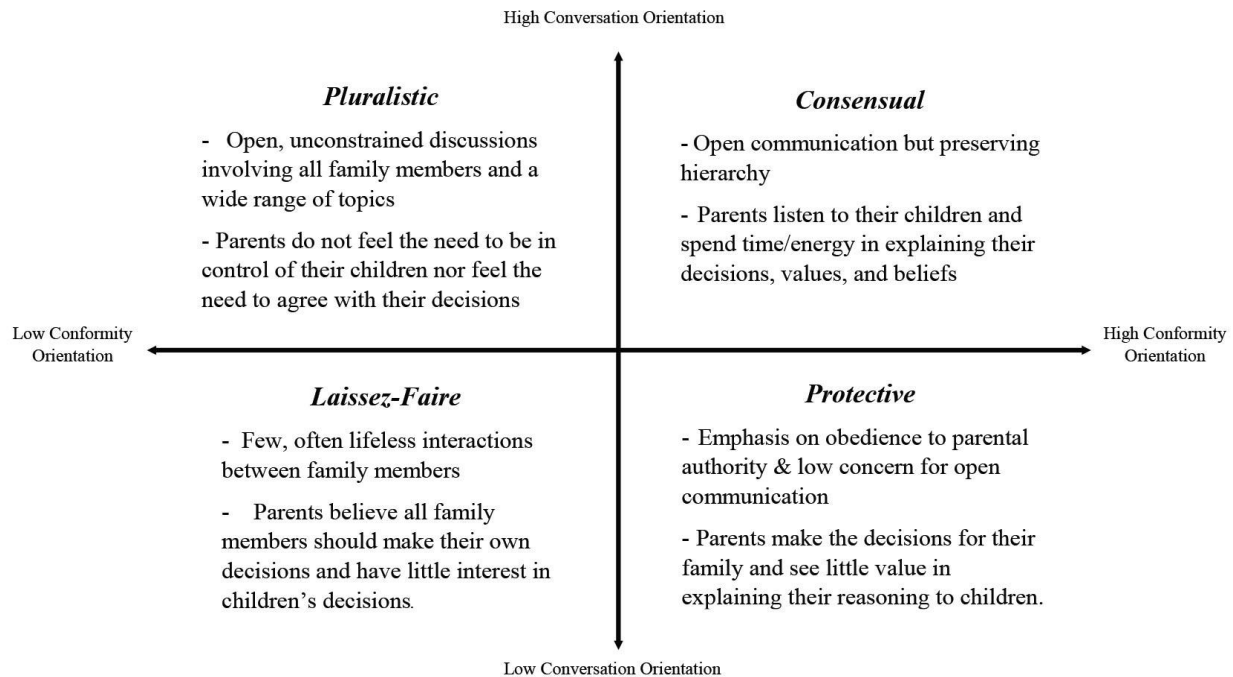 High Conversation Orientation
Pluralistic
- Open, unconstrained discussions
involving all family members and a
wide range of topics
- Parents do not feel the need to be in
control of their children nor feel the
need to agree with their decisions
Consensual
- Open communication but preserving
hierarchy
- Parents listen to their children and
spend time/energy in explaining their
decisions, values, and beliefs
Low Conformity
Orientation
High Conformity
Orientation
Laissez-Faire
- Few, often lifeless interactions
between family members
- Parents believe all family
members should make their own
decisions and have little interest in
children’s decisions.
Protective
- Emphasis on obedience to parental
authority & low concern for open
communication
- Parents make the decisions for their
family and see little value in
explaining their reasoning to children.
Low Conversation Orientation